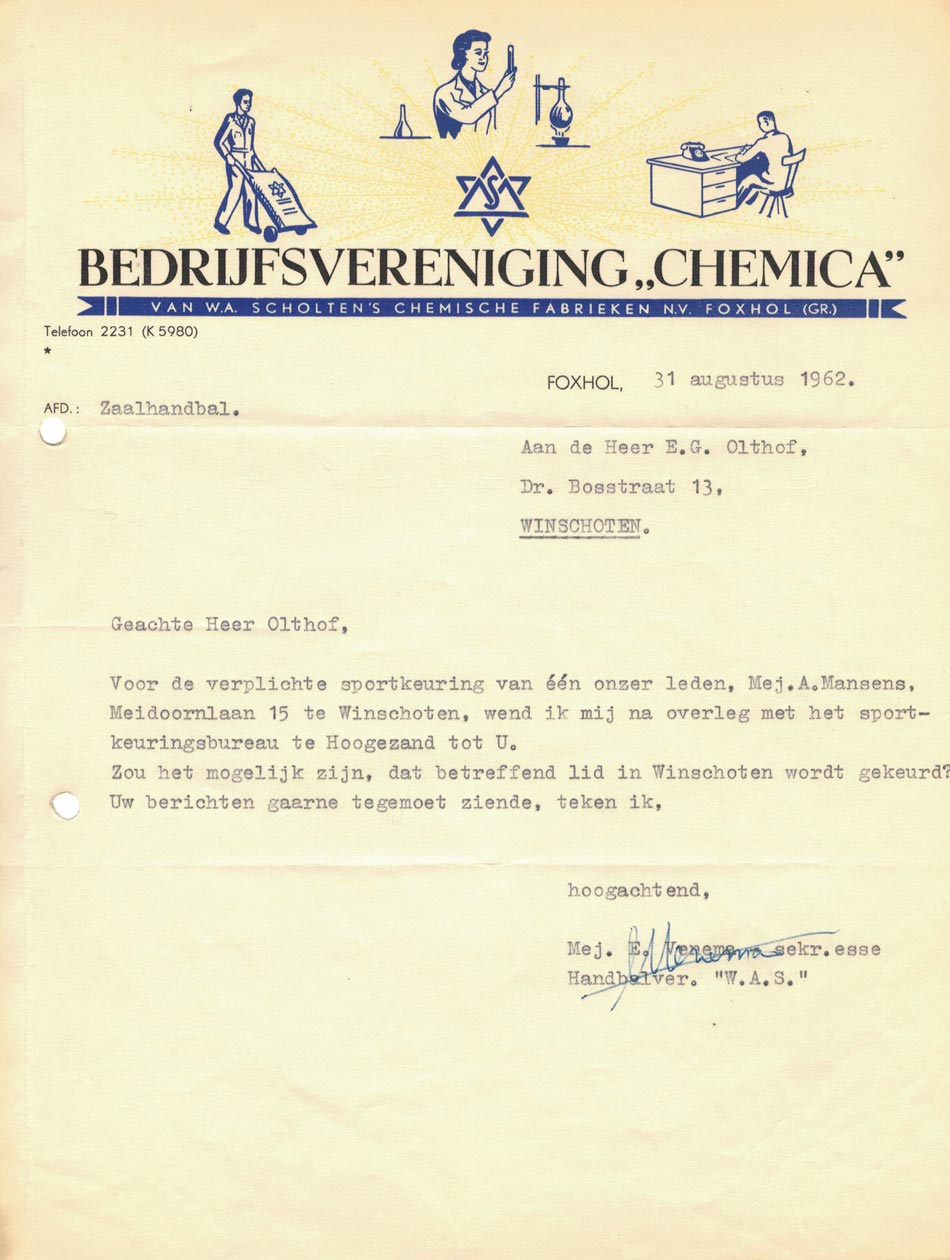 BEDRIJFSVERENIGING „CHEMICA”
VAN W.A. SCHOLTEN'S CHEMISCHE FABRIEKEN N.V. FOXHOL (GR.)
Telefoon 2231 (K 5980)
*
FOXHOL, 31 augustus 1962.
AFD.: Zaalhandbal.
Aan de Heer E.G. Olthof,
Dr. Bosstraat 13,
WINSCHOTEN.
Geachte Heer Olthof,
Voor de verplichte sportkeuring van één onzer leden, Mej.A.Mansens,
Meidoornlaan 15 te Winschoten, wend ik mij na overleg met het sport-
keuringsbureau te Hoogezand tot U.
Zou het mogelijk zijn, dat betreffend lid in Winschoten wordt gekeurd?
Uw berichten gaarne tegemoet ziende, teken ik,
hoogachtend,
Mej. E. Venema, sekr.esse
EVenema
Handbalver. "W.A.S."